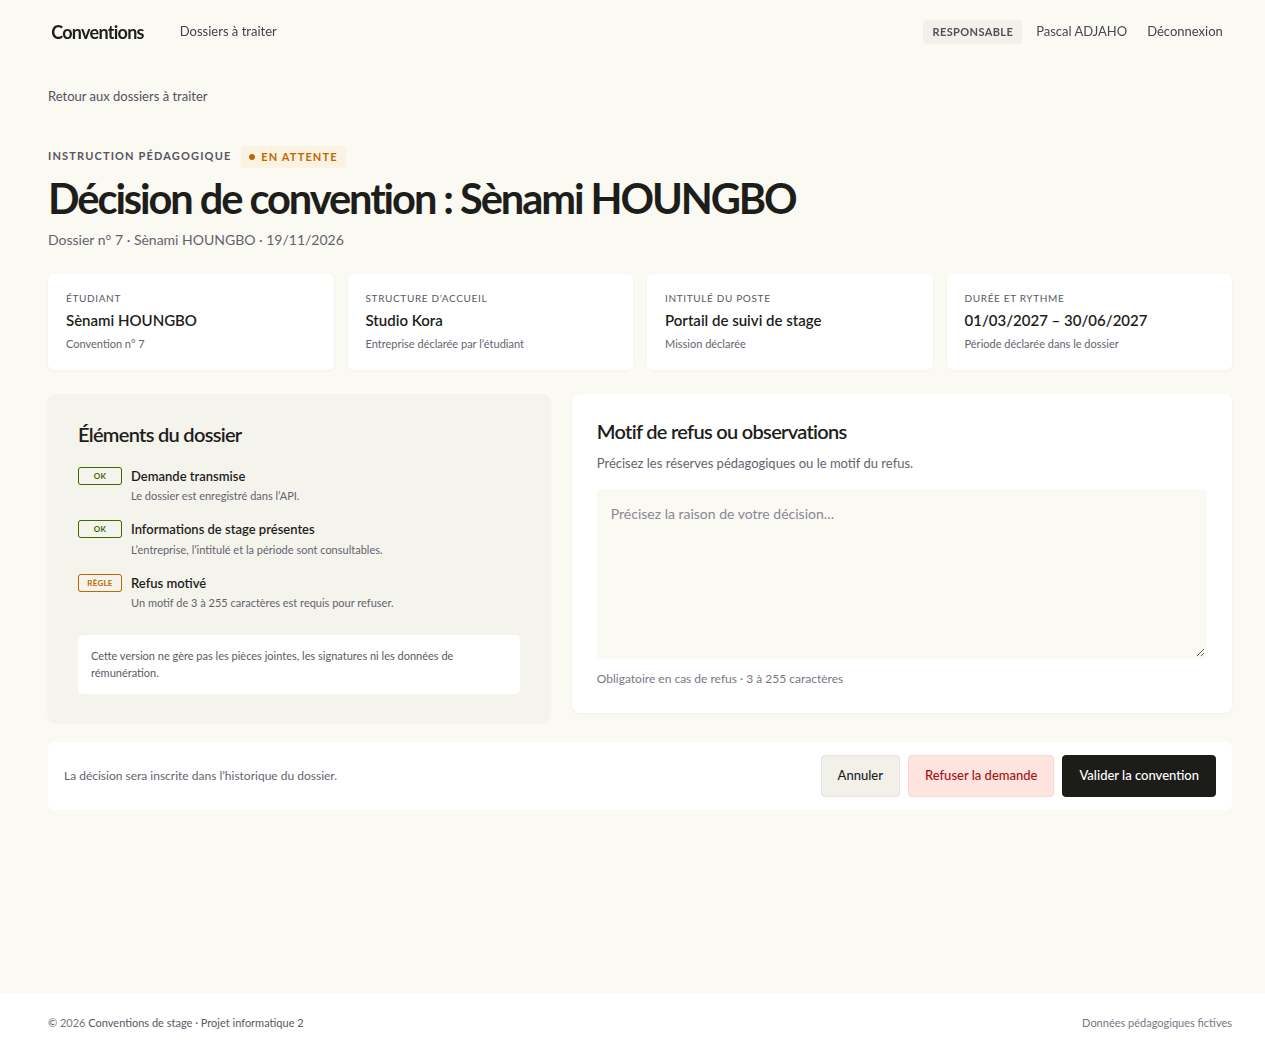 Conventions
Dossiers à traiter
RESPONSABLE
Pascal ADJAHO
Déconnexion
Retour aux dossiers à traiter
INSTRUCTION PÉDAGOGIQUE
EN ATTENTE
Décision de convention : Sènami HOUNGBO
Dossier n° 7 · Sènami HOUNGBO · 19/11/2026
ÉTUDIANT
Sènami HOUNGBO
Convention n° 7
STRUCTURE D'ACCUEIL
Studio Kora
Entreprise déclarée par l'étudiant
INTITULÉ DU POSTE
Portail de suivi de stage
Mission déclarée
DURÉE ET RYTHME
01/03/2027 – 30/06/2027
Période déclarée dans le dossier
Éléments du dossier
OK
Demande transmise
Le dossier est enregistré dans l'API.
OK
Informations de stage présentes
L'entreprise, l'intitulé et la période sont consultables.
RÈGLE
Refus motivé
Un motif de 3 à 255 caractères est requis pour refuser.
Cette version ne gère pas les pièces jointes, les signatures ni les données de
rémunération.
Motif de refus ou observations
Précisez les réserves pédagogiques ou le motif du refus.
Précisez la raison de votre décision...
Obligatoire en cas de refus · 3 à 255 caractères
La décision sera inscrite dans l'historique du dossier.
Annuler
Refuser la demande
Valider la convention
© 2026 Conventions de stage · Projet informatique 2
Données pédagogiques fictives